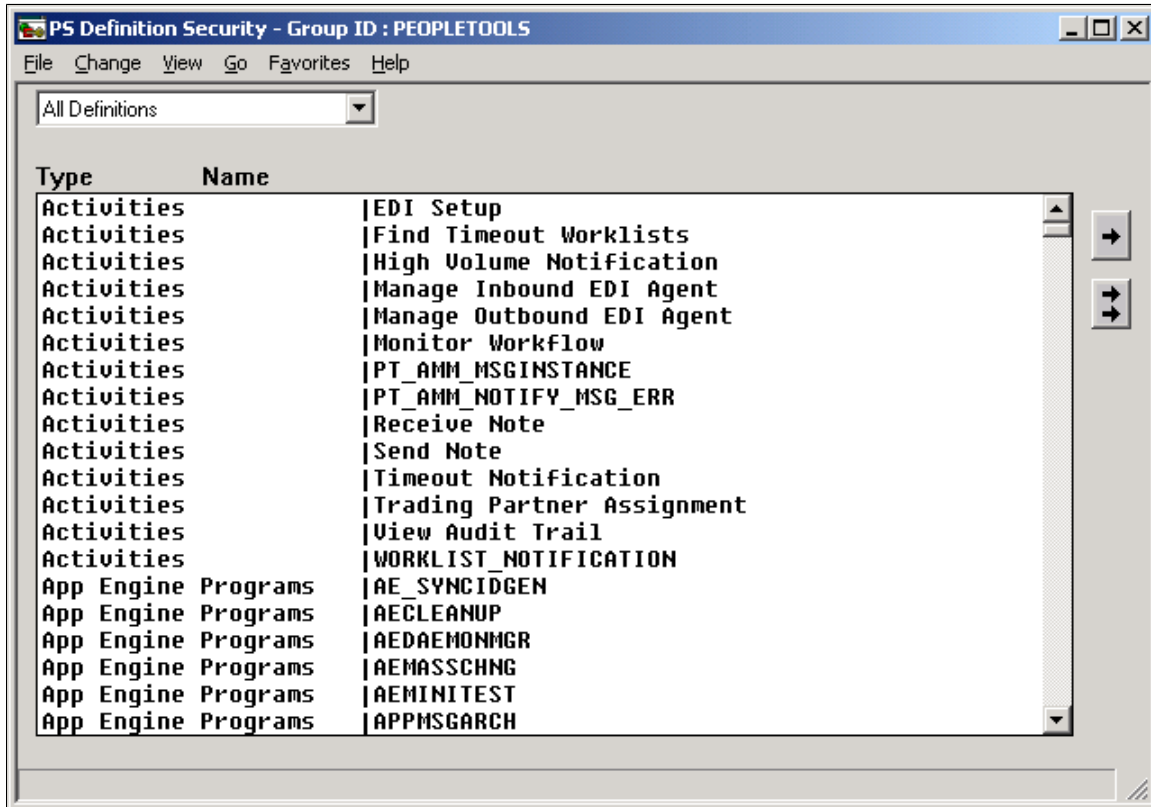 PS Definition Security - Group ID : PEOPLETOOLS
File Change View Go Favorites Help
All Definitions
Type Name
Activities |EDI Setup
Activities |Find Timeout Worklists
Activities |High Volume Notification
Activities |Manage Inbound EDI Agent
Activities |Manage Outbound EDI Agent
Activities |Monitor Workflow
Activities |PT_AMM_MSGINSTANCE
Activities |PT_AMM_NOTIFY_MSG_ERR
Activities |Receive Note
Activities |Send Note
Activities |Timeout Notification
Activities |Trading Partner Assignment
Activities |View Audit Trail
Activities |WORKLIST_NOTIFICATION
App Engine Programs |AE_SYNCIDGEN
App Engine Programs |AECLEANUP
App Engine Programs |AEDAEMONMGR
App Engine Programs |AEMASSCHNG
App Engine Programs |AEMINITEST
App Engine Programs |APPMSGARCH